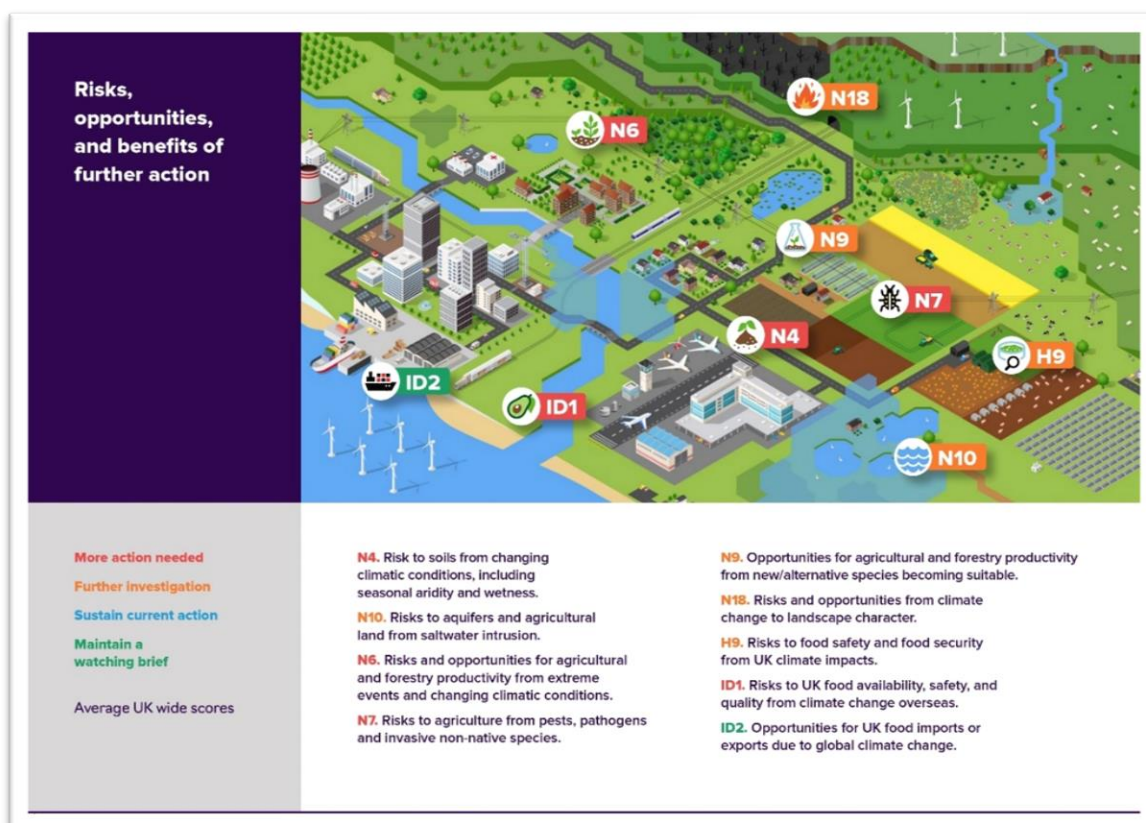 Risks,
opportunities,
and benefits of
further action
N18
N6
N9
N7
N4
H9
ID2
ID1
N10
More action needed
Further investigation
Sustain current action
Maintain a
watching brief
Average UK wide scores
N4. Risk to soils from changing
climatic conditions, including
seasonal aridity and wetness.
N10. Risks to aquifers and agricultural
land from saltwater intrusion.
N6. Risks and opportunities for agricultural
and forestry productivity from extreme
events and changing climatic conditions.
N7. Risks to agriculture from pests, pathogens
and invasive non-native species.
N9. Opportunities for agricultural and forestry productivity
from new/alternative species becoming suitable.
N18. Risks and opportunities from climate
change to landscape character.
H9. Risks to food safety and food security
from UK climate impacts.
ID1. Risks to UK food availability, safety, and
quality from climate change overseas.
ID2. Opportunities for UK food imports or
exports due to global climate change.